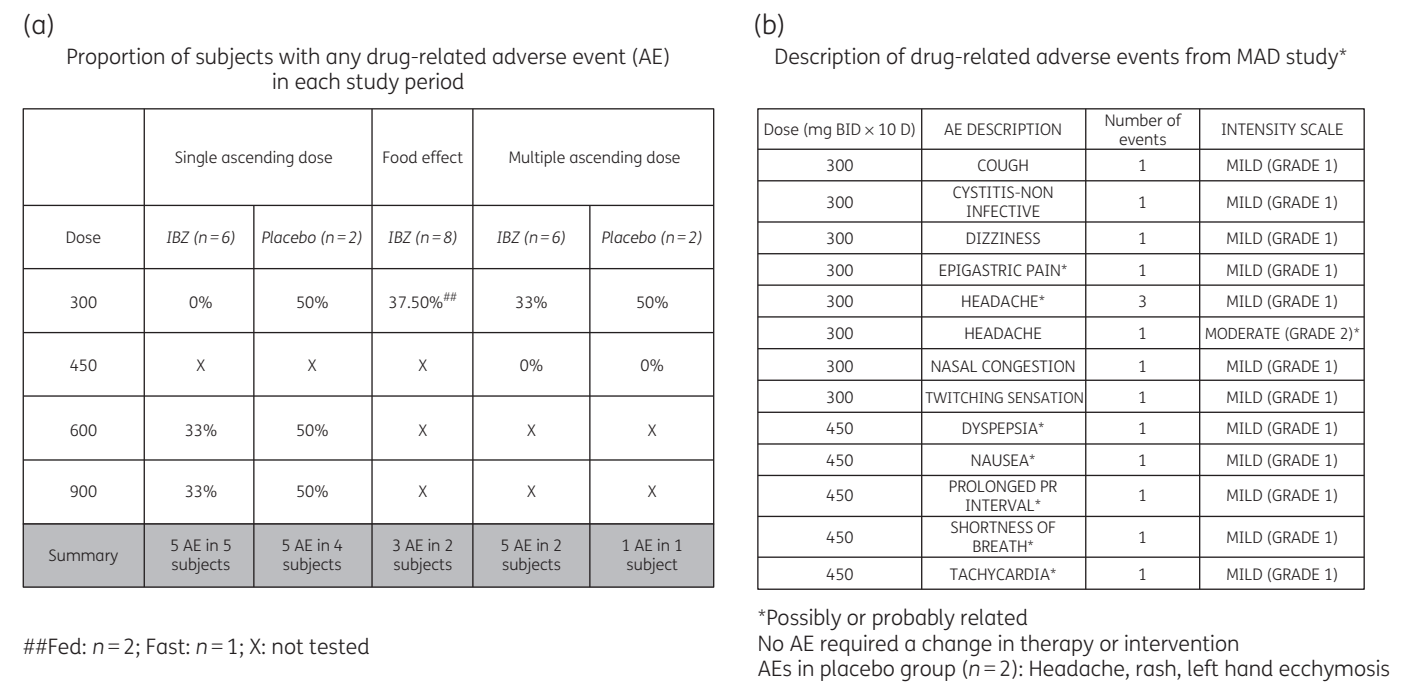 (a)
Proportion of subjects with any drug-related adverse event (AE)
in each study period
Single ascending dose Food effect Multiple ascending dose
Dose IBZ (n=6) Placebo (n=2) IBZ (n=8) IBZ (n=6) Placebo (n=2)
300 0% 50% 37.50%## 33% 50%
450 X X X 0% 0%
600 33% 50% X X X
900 33% 50% X X X
Summary 5 AE in 5 subjects 5 AE in 4 subjects 3 AE in 2 subjects 5 AE in 2 subjects 1 AE in 1 subject
##Fed: n=2; Fast: n=1; X: not tested
(b)
Description of drug-related adverse events from MAD study*
Dose (mg BID × 10 D) AE DESCRIPTION Number of events INTENSITY SCALE
300 COUGH 1 MILD (GRADE 1)
300 CYSTITIS-NON INFECTIVE 1 MILD (GRADE 1)
300 DIZZINESS 1 MILD (GRADE 1)
300 EPIGASTRIC PAIN* 1 MILD (GRADE 1)
300 HEADACHE* 3 MILD (GRADE 1)
300 HEADACHE 1 MODERATE (GRADE 2)*
300 NASAL CONGESTION 1 MILD (GRADE 1)
300 TWITCHING SENSATION 1 MILD (GRADE 1)
450 DYSPEPSIA* 1 MILD (GRADE 1)
450 NAUSEA* 1 MILD (GRADE 1)
450 PROLONGED PR INTERVAL* 1 MILD (GRADE 1)
450 SHORTNESS OF BREATH* 1 MILD (GRADE 1)
450 TACHYCARDIA* 1 MILD (GRADE 1)
*Possibly or probably related
No AE required a change in therapy or intervention
AEs in placebo group (n=2): Headache, rash, left hand ecchymosis